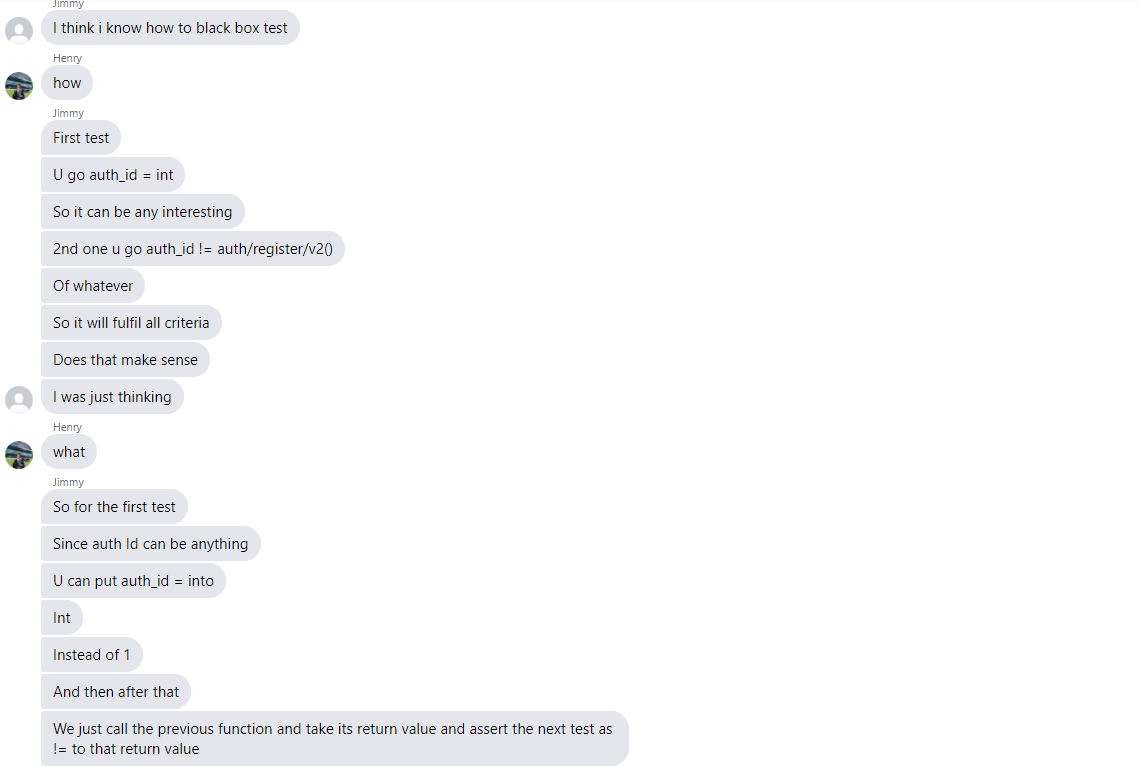 Jimmy
I think i know how to black box test
Henry
how
Jimmy
First test
U go auth_id = int
So it can be any interesting
2nd one u go auth_id != auth/register/v2()
Of whatever
So it will fulfil all criteria
Does that make sense
I was just thinking
Henry
what
Jimmy
So for the first test
Since auth Id can be anything
U can put auth_id = into
Int
Instead of 1
And then after that
We just call the previous function and take its return value and assert the next test as
!= to that return value